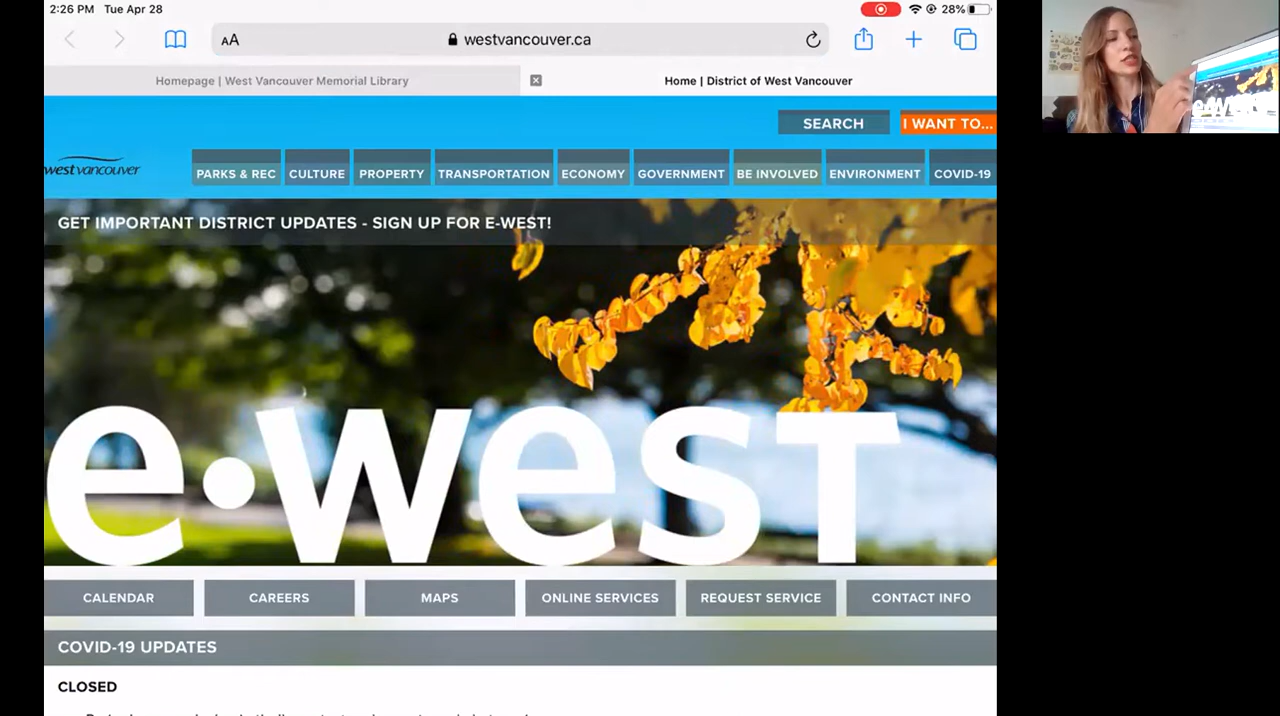 2:26 PM Tue Apr 28 28%
AA westvancouver.ca
Homepage | West Vancouver Memorial Library Home | District of West Vancouver
SEARCH I WANT TO...
westvancouver PARKS & REC CULTURE PROPERTY TRANSPORTATION ECONOMY GOVERNMENT BE INVOLVED ENVIRONMENT COVID-19
GET IMPORTANT DISTRICT UPDATES - SIGN UP FOR E-WEST!
e•west
CALENDAR CAREERS MAPS ONLINE SERVICES REQUEST SERVICE CONTACT INFO
COVID-19 UPDATES
CLOSED